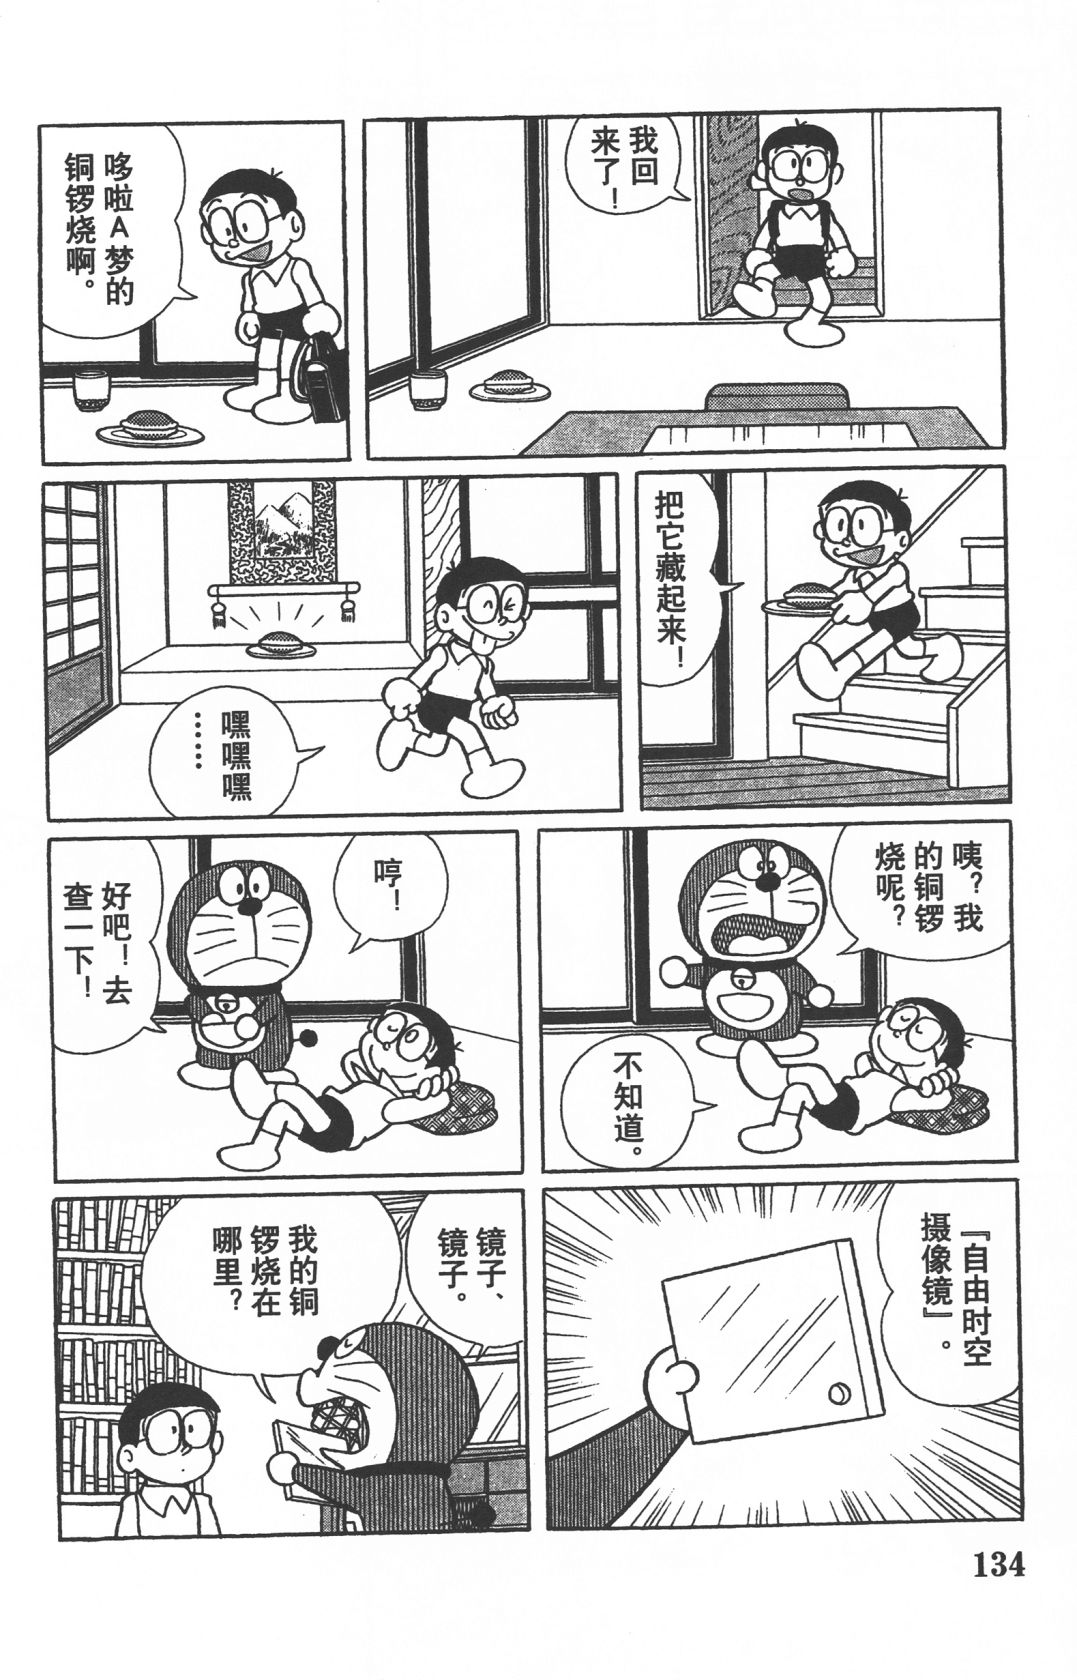 我回
来了！
哆啦A梦的
铜锣烧啊。
把它藏起来！
嘿嘿嘿
……
咦？我
的铜锣
烧呢？
不知道。
哼！
好吧！去
查一下！
『自由时空
摄像镜』。
镜子、
镜子。
我的铜
锣烧在
哪里？
134